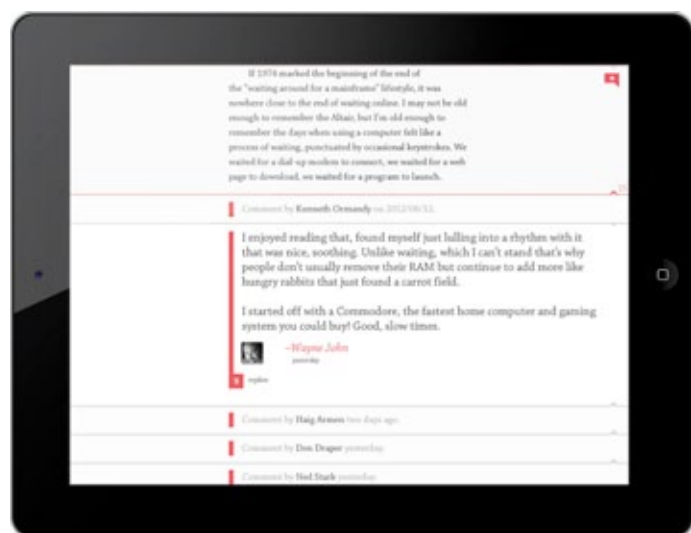 If 1974 marked the beginning of the end of
the "waiting around for a mainframe" lifestyle, it was
nowhere close to the end of waiting online. I may not be old
enough to remember the Altair, but I'm old enough to
remember the days when using a computer felt like a
process of waiting, punctuated by occasional keystrokes. We
waited for a dial-up modem to connect, we waited for a web
page to download, we waited for a program to launch.
Comment by Kenneth Ormandy on
I enjoyed reading that, found myself just lulling into a rhythm with it
that was nice, soothing. Unlike waiting, which I can't stand that's why
people don't usually remove their RAM but continue to add more like
hungry rabbits that just found a carrot field.
I started off with a Commodore, the fastest home computer and gaming
system you could buy! Good, slow times.
–Wayne John
yesterday
replies
Comment by Haig Armen two days ago.
Comment by Don Draper yesterday.
Comment by Ned Stark yesterday.